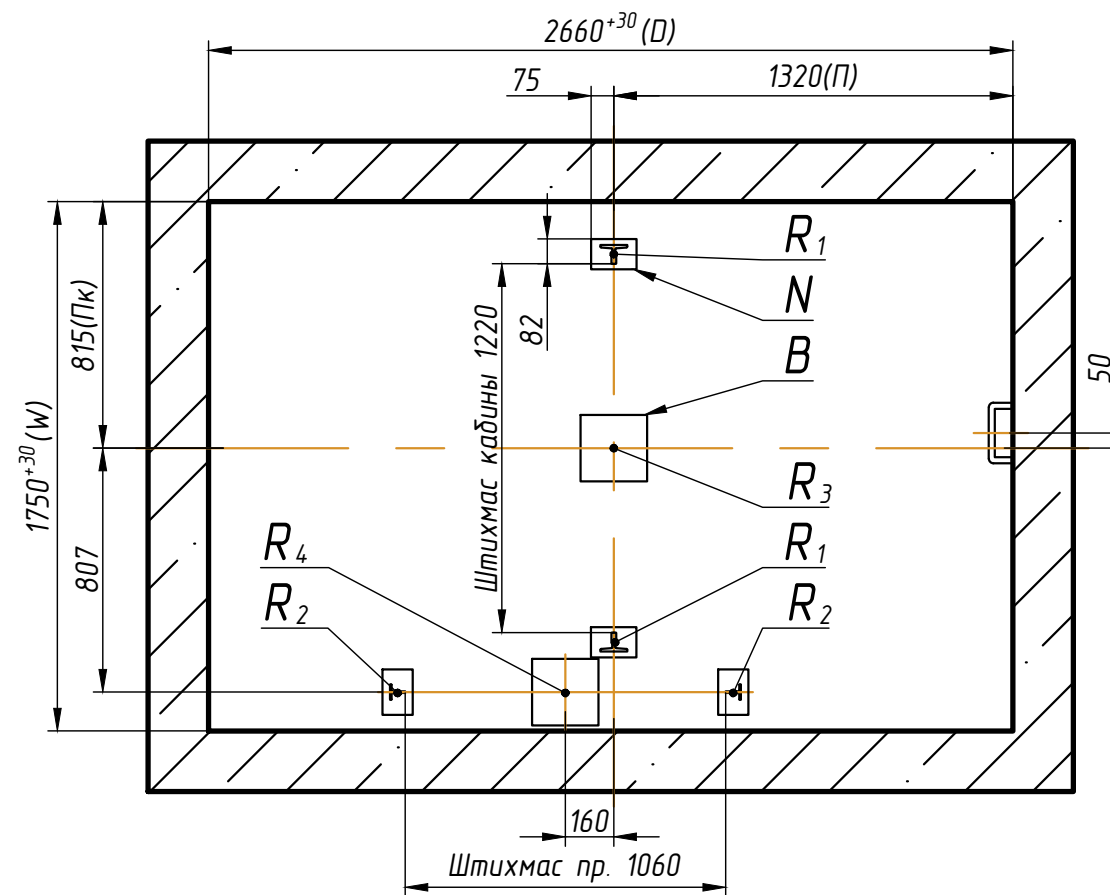 2660⁺³⁰(D)
75
1320(П)
R₁
N
82
815(Пк)
Штихмас кабины 1220
B
50
1750⁺³⁰(W)
R₃
807
R₄
R₁
R₂
R₂
160
Штихмас пр. 1060